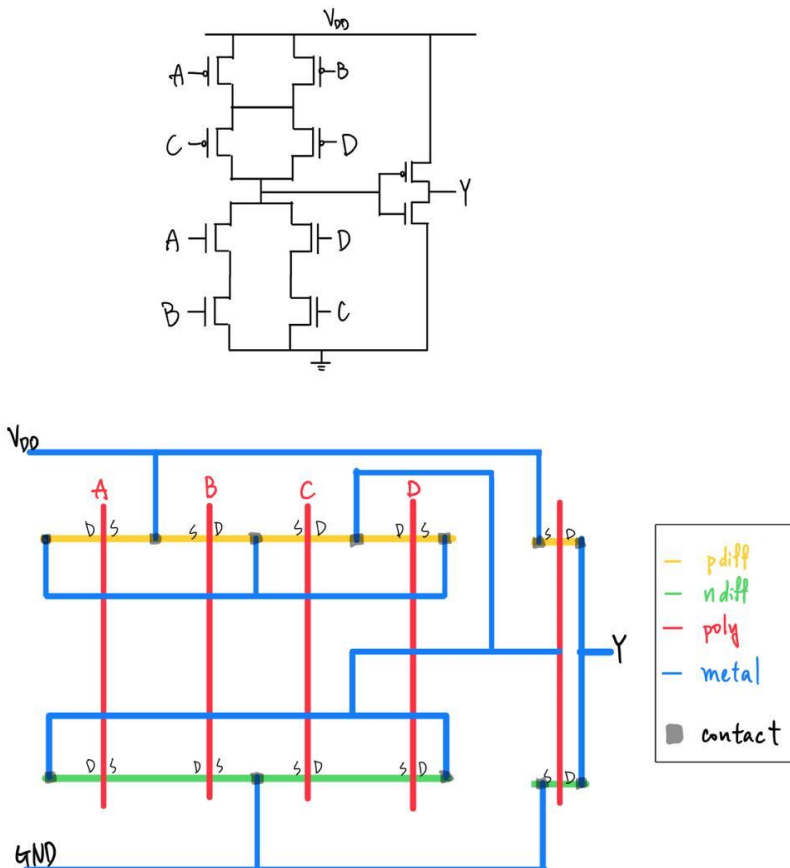 VDD
A
B
C
D
Y
A
D
B
C
VDD
A
B
C
D
D S
S D
S D
D S
S D
Y
D S
D S
S D
S D
S D
GND
pdiff
ndiff
poly
metal
contact